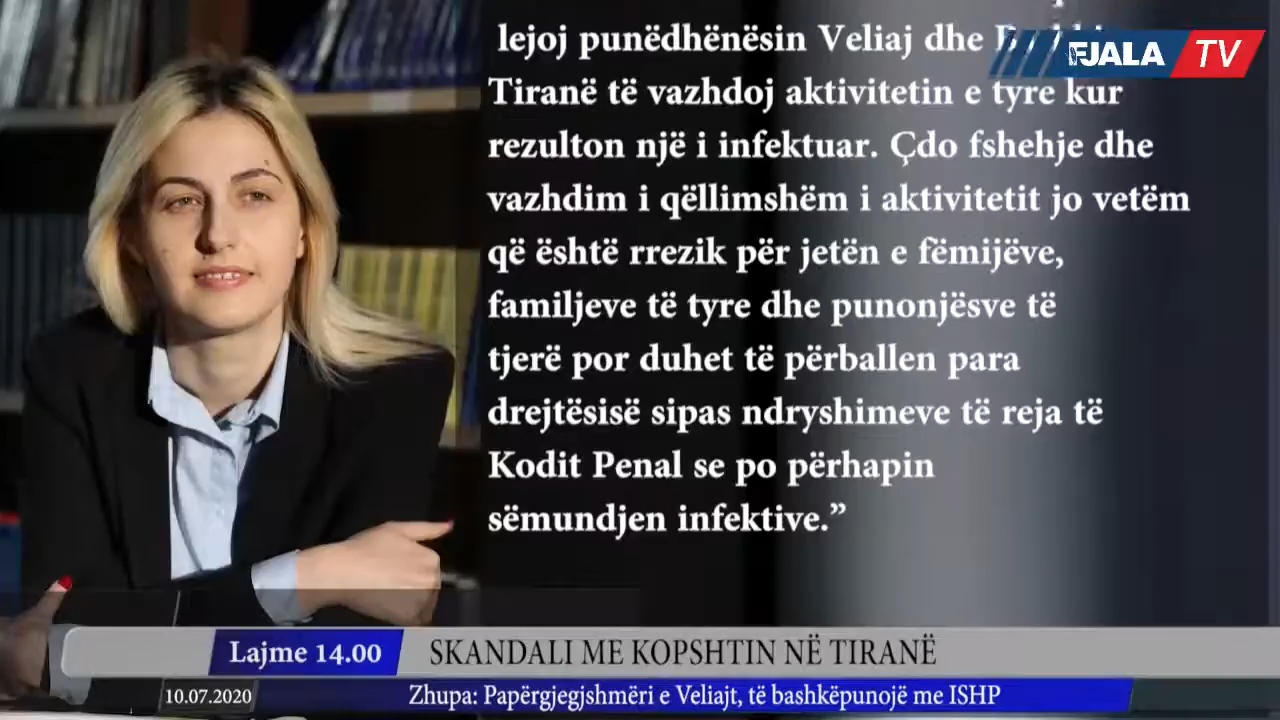 lejoj punëdhënësin Veliaj dhe
FJALA TV
Tiranë të vazhdoj aktivitetin e tyre kur
rezulton një i infektuar. Çdo fshehje dhe
vazhdim i qëllimshëm i aktivitetit jo vetëm
që është rrezik për jetën e fëmijëve,
familjeve të tyre dhe punonjësve të
tjerë por duhet të përballen para
drejtësisë sipas ndryshimeve të reja të
Kodit Penal se po përhapin
sëmundjen infektive.”
Lajme 14.00 SKANDALI ME KOPSHTIN NË TIRANË
10.07.2020 Zhupa: Papërgjegjshmëri e Veliajt, të bashkëpunojë me ISHP